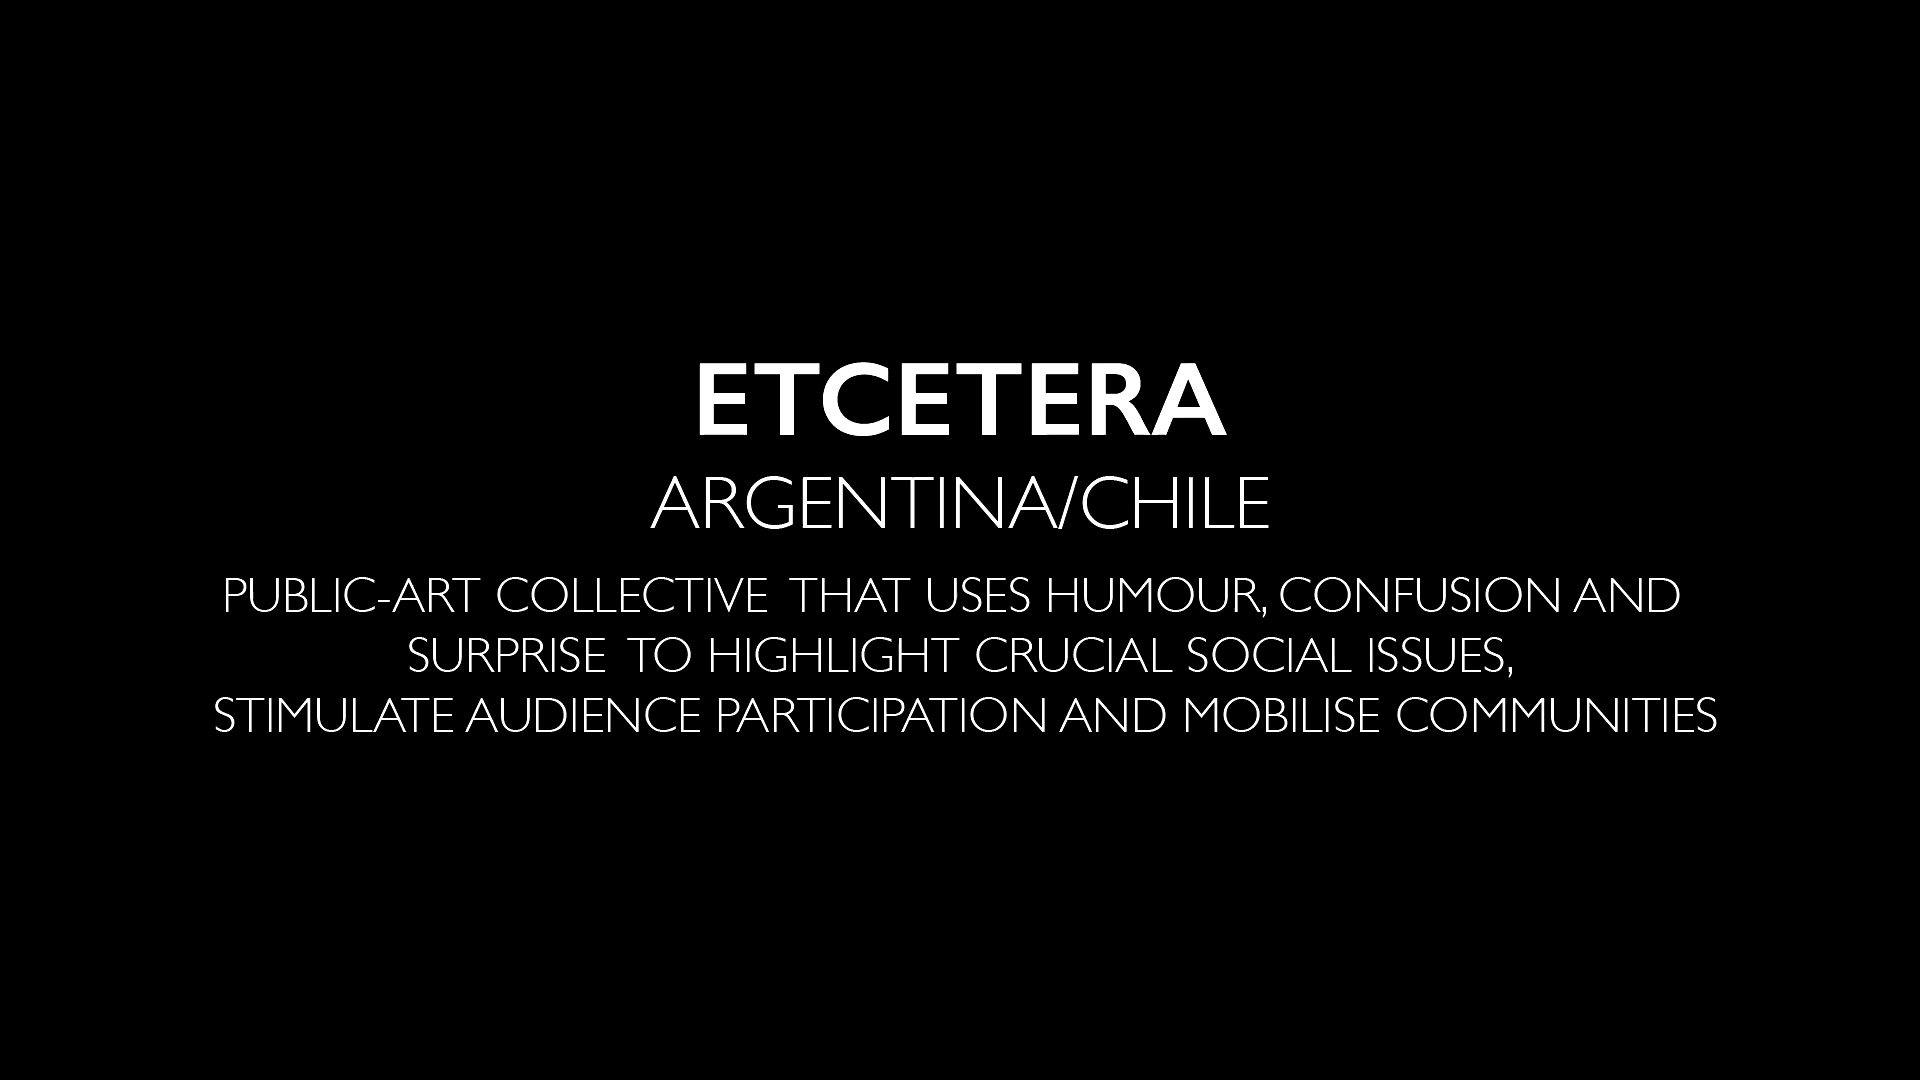 ETCETERA
ARGENTINA/CHILE
PUBLIC-ART COLLECTIVE THAT USES HUMOUR, CONFUSION AND
SURPRISE TO HIGHLIGHT CRUCIAL SOCIAL ISSUES,
STIMULATE AUDIENCE PARTICIPATION AND MOBILISE COMMUNITIES